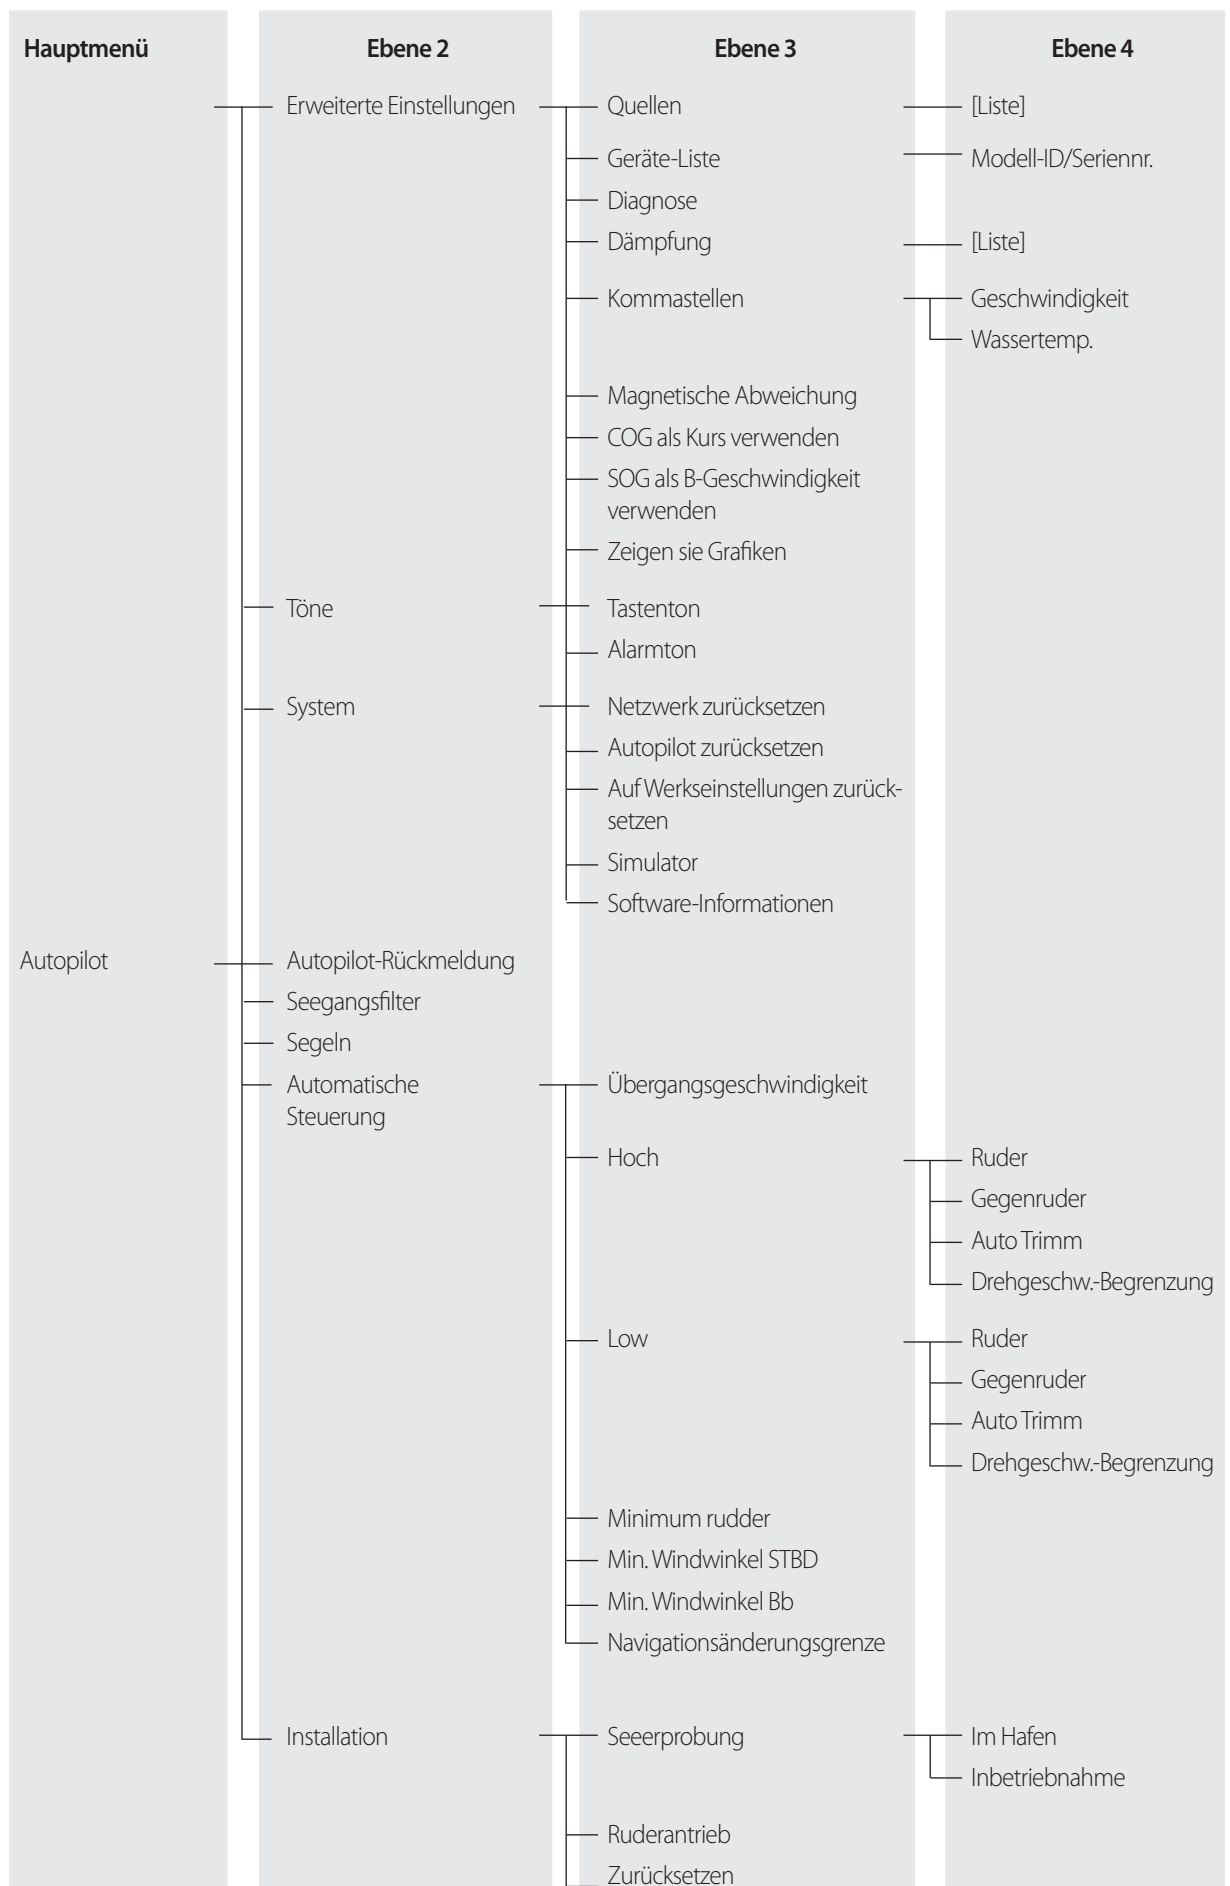 Hauptmenü
Ebene 2
Ebene 3
Ebene 4
Erweiterte Einstellungen
Quellen
[Liste]
Geräte-Liste
Modell-ID/Seriennr.
Diagnose
Dämpfung
[Liste]
Kommastellen
Geschwindigkeit
Wassertemp.
Magnetische Abweichung
COG als Kurs verwenden
SOG als B-Geschwindigkeit
verwenden
Zeigen sie Grafiken
Töne
Tastenton
Alarmton
System
Netzwerk zurücksetzen
Autopilot zurücksetzen
Auf Werkseinstellungen zurück-
setzen
Simulator
Software-Informationen
Autopilot
Autopilot-Rückmeldung
Seegangsfilter
Segeln
Automatische
Steuerung
Übergangsgeschwindigkeit
Hoch
Ruder
Gegenruder
Auto Trimm
Drehgeschw.-Begrenzung
Low
Ruder
Gegenruder
Auto Trimm
Drehgeschw.-Begrenzung
Minimum rudder
Min. Windwinkel STBD
Min. Windwinkel Bb
Navigationsänderungsgrenze
Installation
Seeerprobung
Im Hafen
Inbetriebnahme
Ruderantrieb
Zurücksetzen